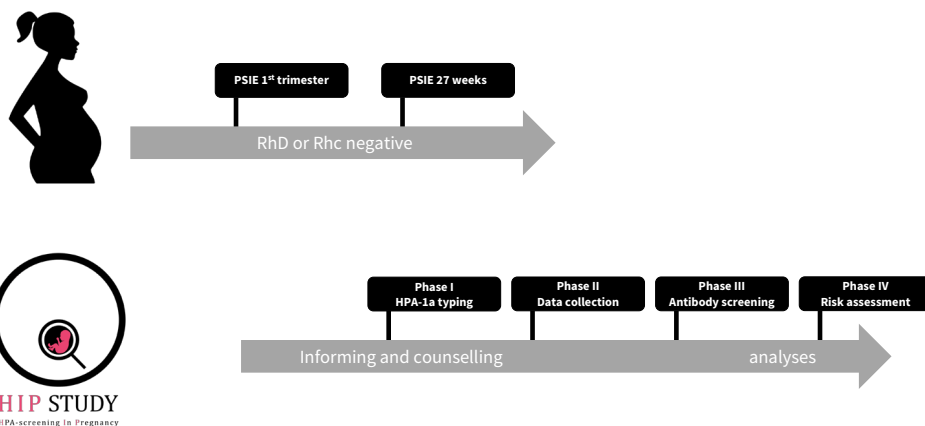 PSIE 1st trimester
PSIE 27 weeks
RhD or Rhc negative
Phase I
HPA-1a typing
Phase II
Data collection
Phase III
Antibody screening
Phase IV
Risk assessment
Informing and counselling
analyses
HIP STUDY
HPA-screening In Pregnancy